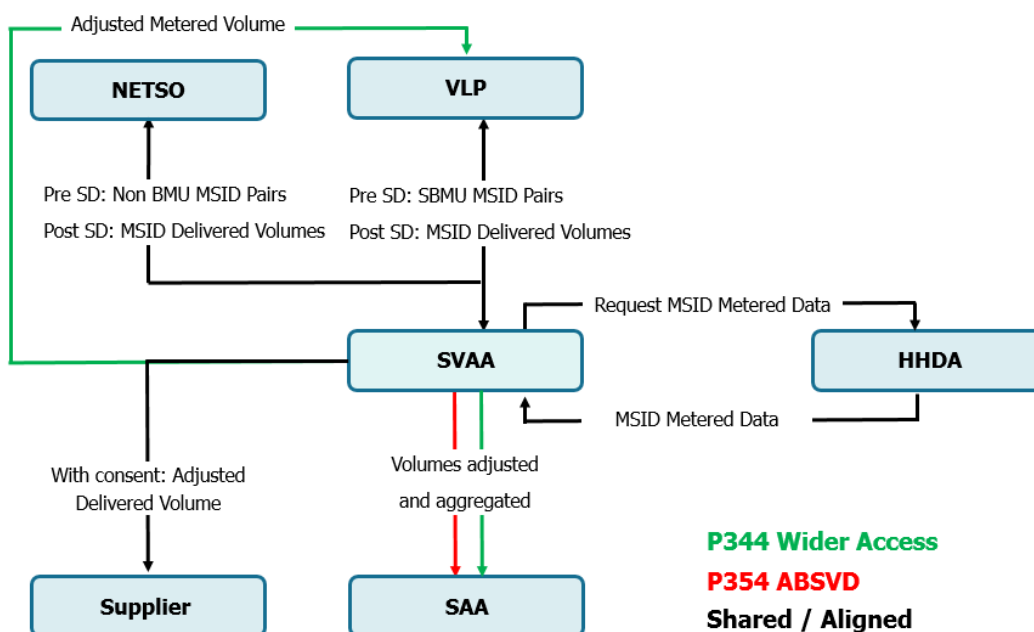 Adjusted Metered Volume
NETSO
VLP
Pre SD: Non BMU MSID Pairs
Post SD: MSID Delivered Volumes
Pre SD: SBMU MSID Pairs
Post SD: MSID Delivered Volumes
Request MSID Metered Data
SVAA
HHDA
MSID Metered Data
With consent: Adjusted
Delivered Volume
Volumes adjusted
and aggregated
Supplier
SAA
P344 Wider Access
P354 ABSVD
Shared / Aligned